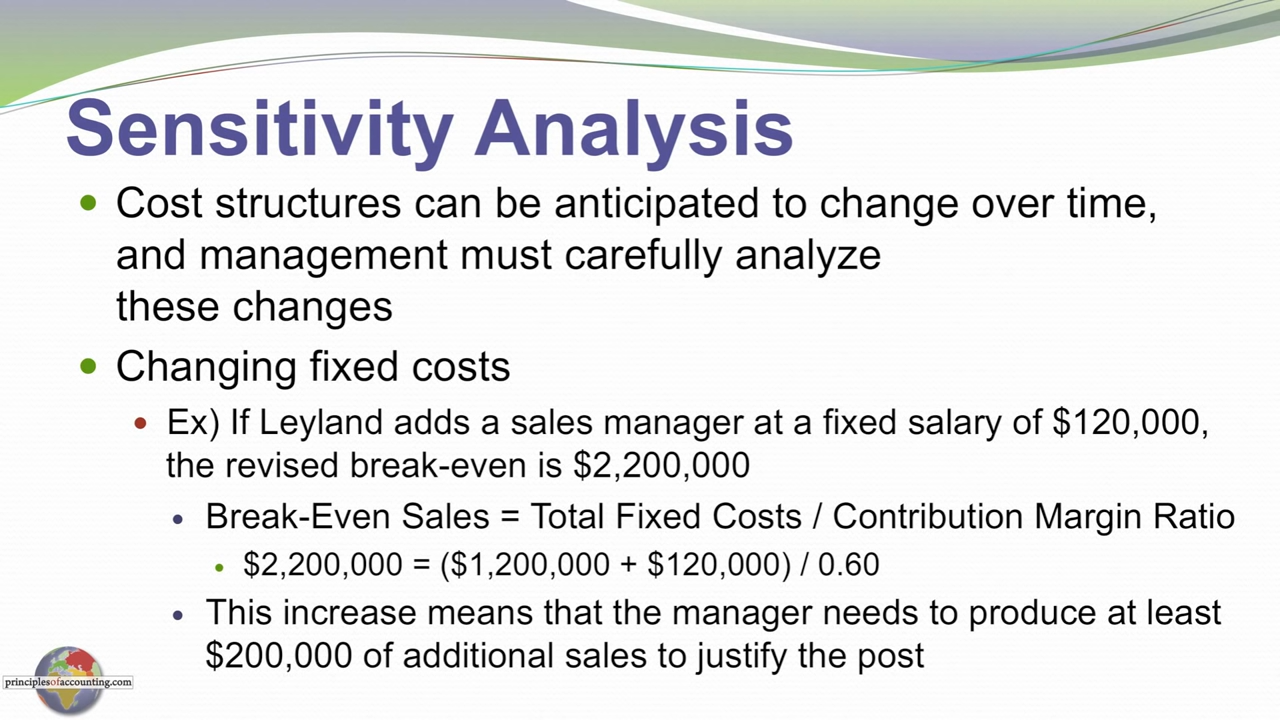 Sensitivity Analysis
• Cost structures can be anticipated to change over time,
and management must carefully analyze
these changes
• Changing fixed costs
• Ex) If Leyland adds a sales manager at a fixed salary of $120,000,
the revised break-even is $2,200,000
• Break-Even Sales = Total Fixed Costs / Contribution Margin Ratio
• $2,200,000 = ($1,200,000 + $120,000) / 0.60
• This increase means that the manager needs to produce at least
$200,000 of additional sales to justify the post
principlesofaccounting.com